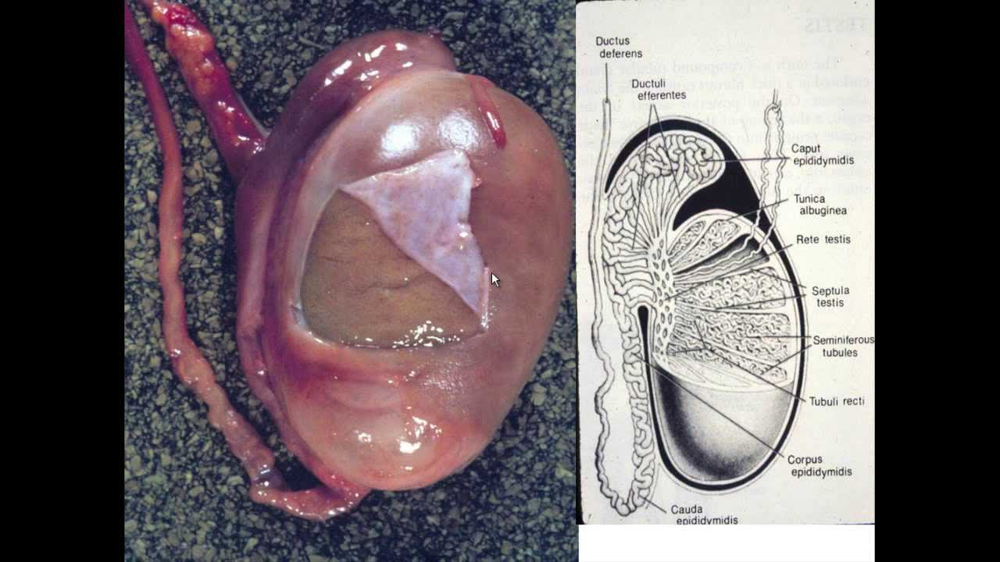 Ductus
deferens
Ductuli
efferentes
Caput
epididymidis
Tunica
albuginea
Rete testis
Septula
testis
Seminiferous
tubules
Tubuli recti
Corpus
epididymidis
Cauda
epididymidis